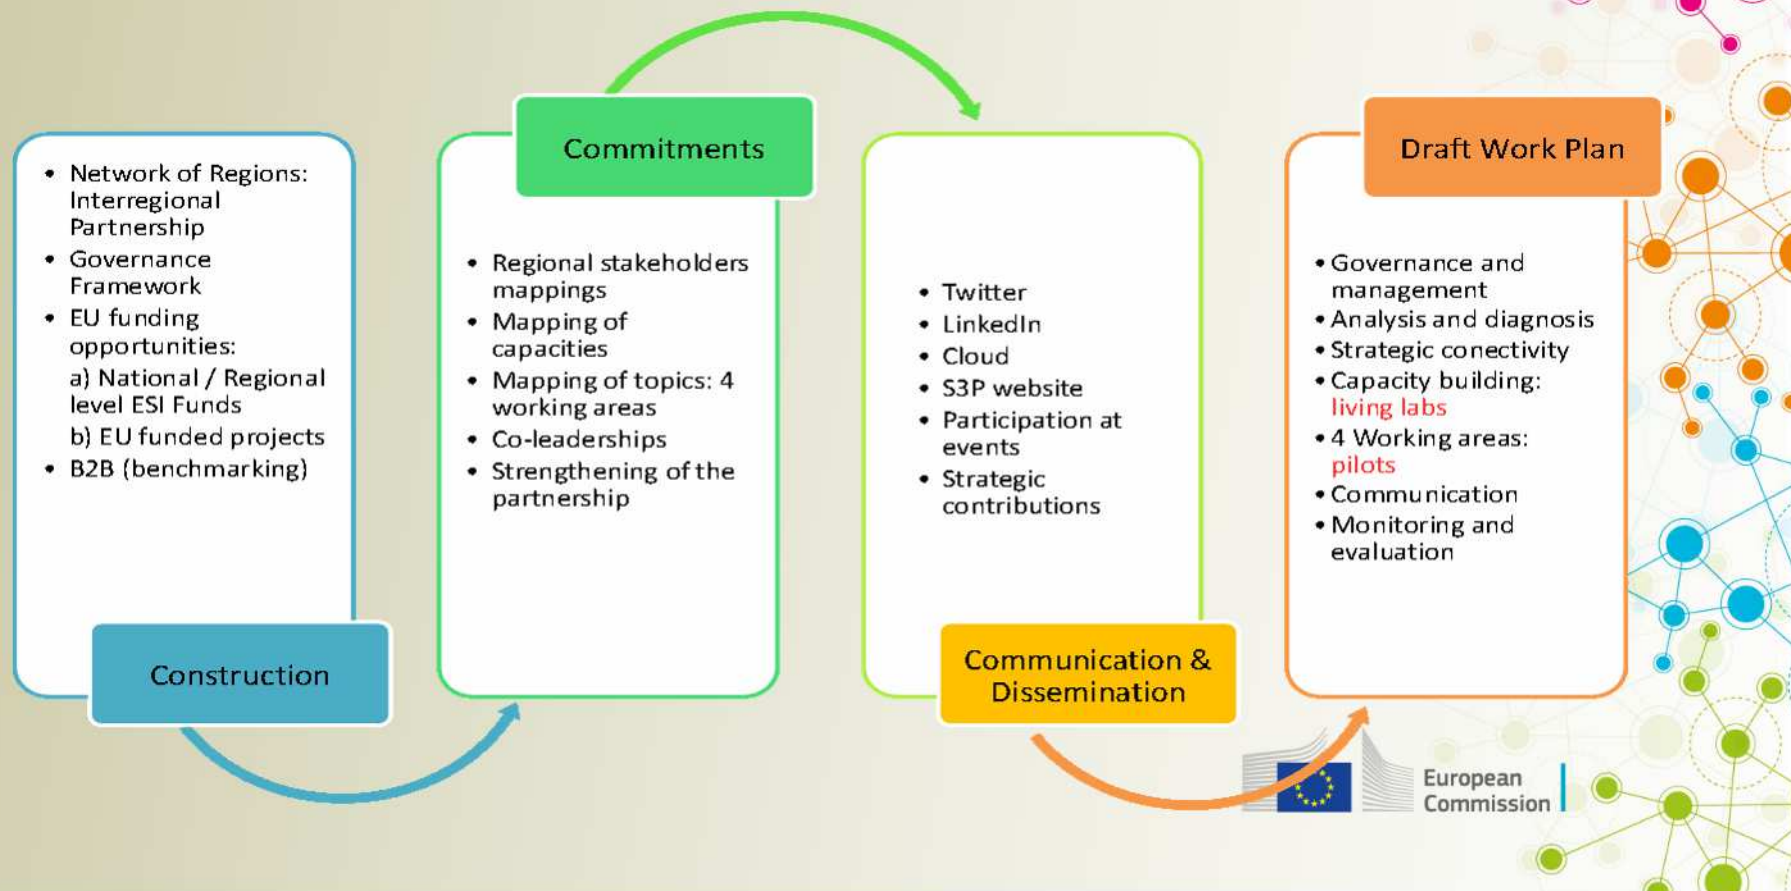 • Network of Regions:
Interregional
Partnership
• Governance
Framework
• EU funding
opportunities:
a) National / Regional
level ESI Funds
b) EU funded projects
• B2B (benchmarking)
Construction
Commitments
• Regional stakeholders
mappings
• Mapping of
capacities
• Mapping of topics: 4
working areas
• Co-leaderships
• Strengthening of the
partnership
• Twitter
• LinkedIn
• Cloud
• S3P website
• Participation at
events
• Strategic
contributions
Communication &
Dissemination
Draft Work Plan
• Governance and
management
• Analysis and diagnosis
• Strategic conectivity
• Capacity building:
living labs
• 4 Working areas:
pilots
• Communication
• Monitoring and
evaluation
European
Commission